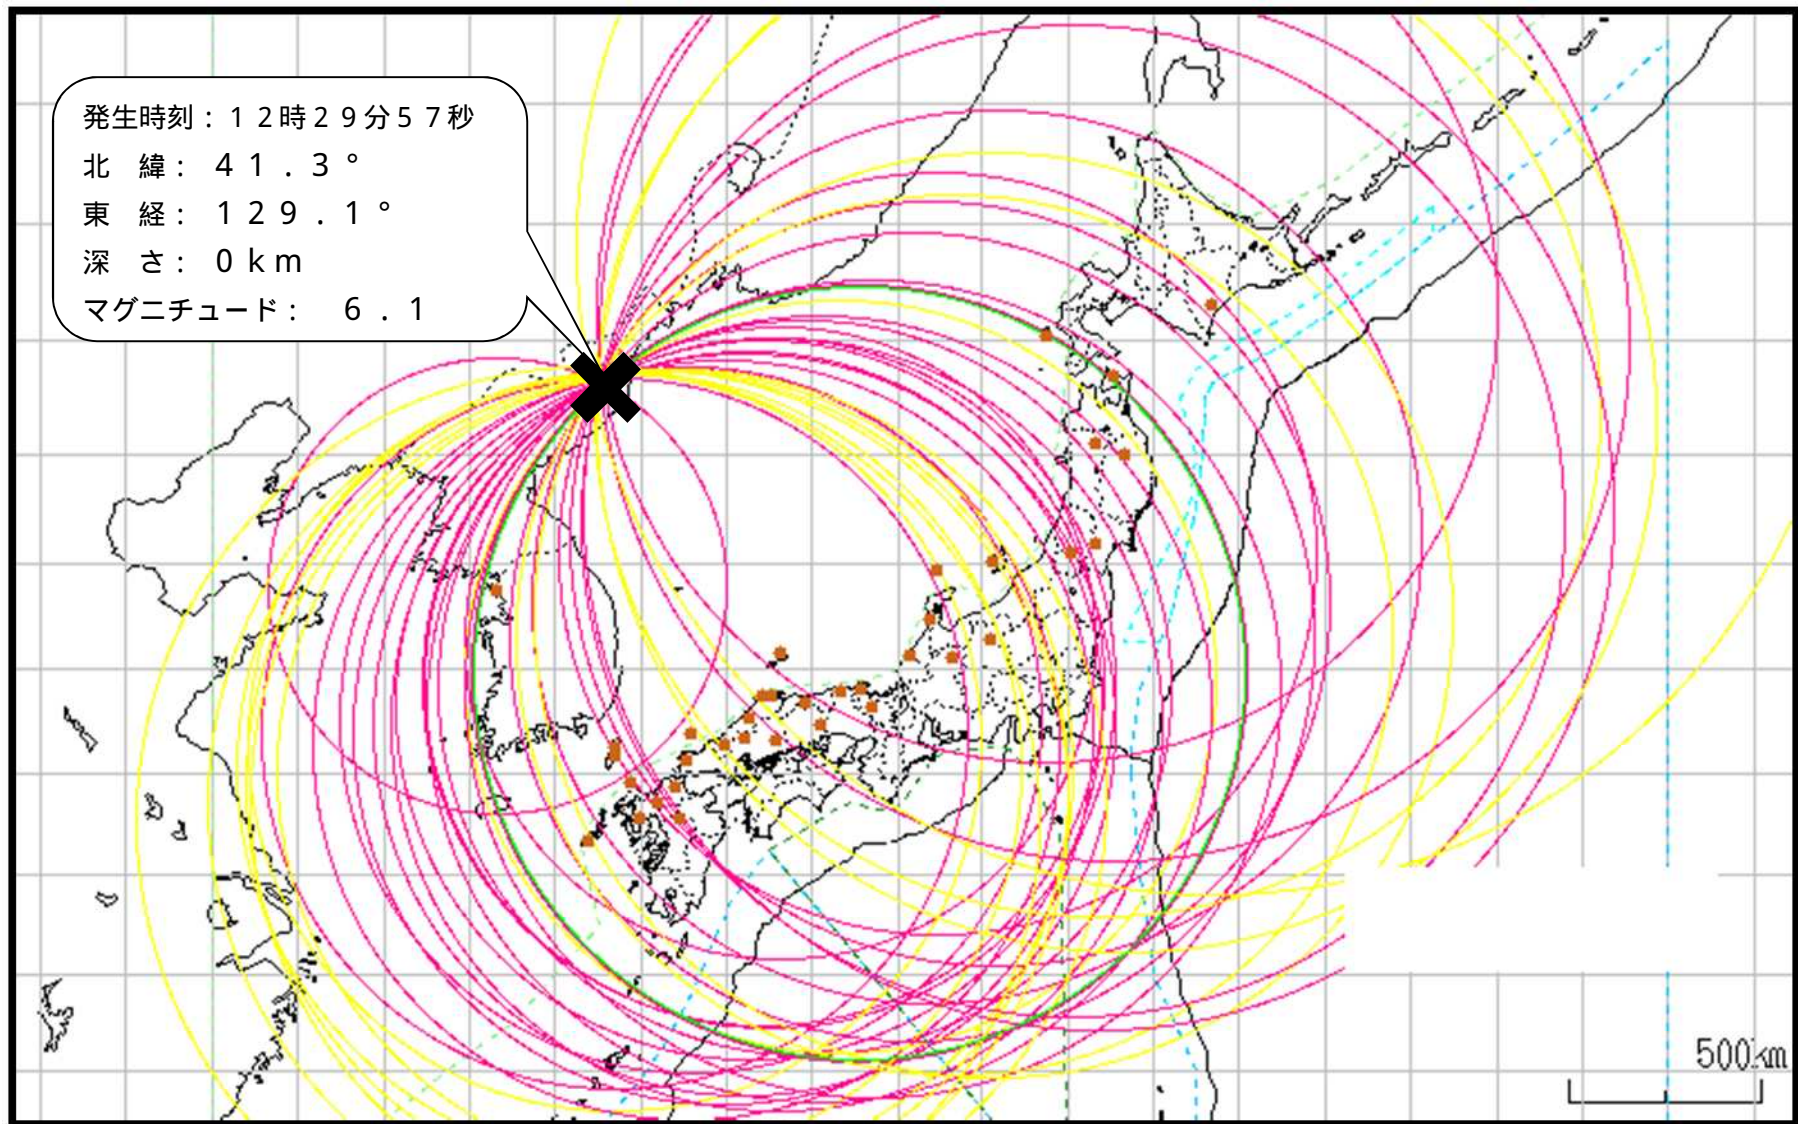 発生時刻：１２時２９分５７秒
北　緯：　４１．３°
東　経：　１２９．１°
深　さ：　０ｋｍ
マグニチュード：　６．１
500km